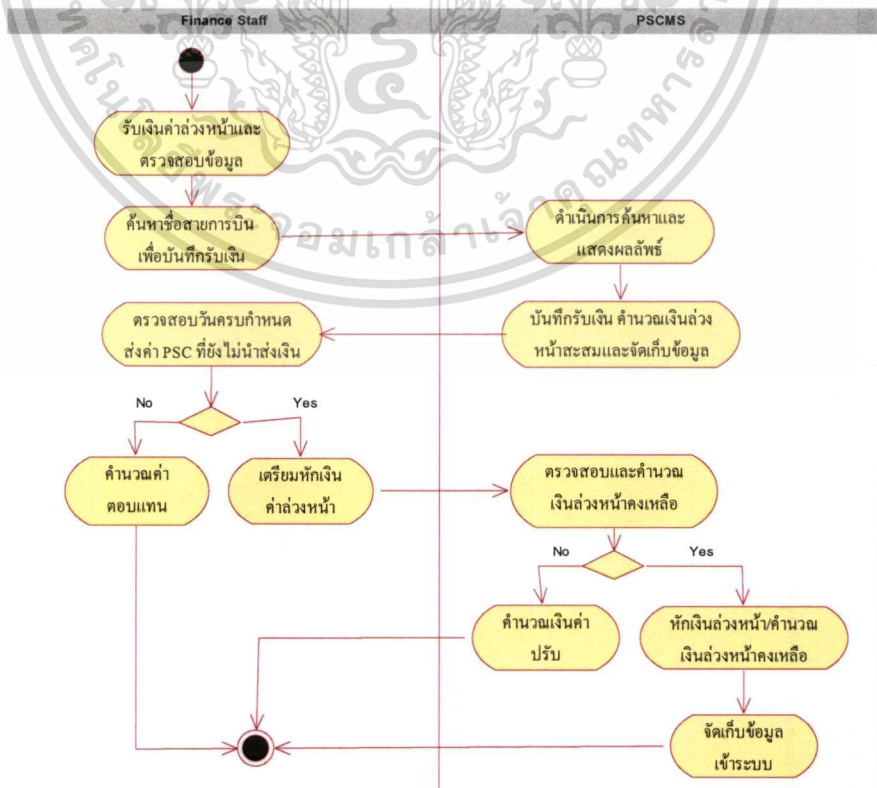 Finance Staff
PSCMS
รับเงินค่าล่วงหน้าและ
ตรวจสอบข้อมูล
ค้นหาชื่อสายการบิน
เพื่อบันทึกรับเงิน
ดำเนินการค้นหาและ
แสดงผลลัพธ์
บันทึกรับเงิน คำนวณเงินล่วง
หน้าสะสมและจัดเก็บข้อมูล
ตรวจสอบวันครบกำหนด
ส่งค่า PSC ที่ยังไม่นำส่งเงิน
No
Yes
คำนวณค่า
ตอบแทน
เตรียมหักเงิน
ค่าล่วงหน้า
ตรวจสอบและคำนวณ
เงินล่วงหน้าคงเหลือ
No
Yes
คำนวณเงินค่า
ปรับ
หักเงินล่วงหน้า/คำนวณ
เงินล่วงหน้าคงเหลือ
จัดเก็บข้อมูล
เข้าระบบ